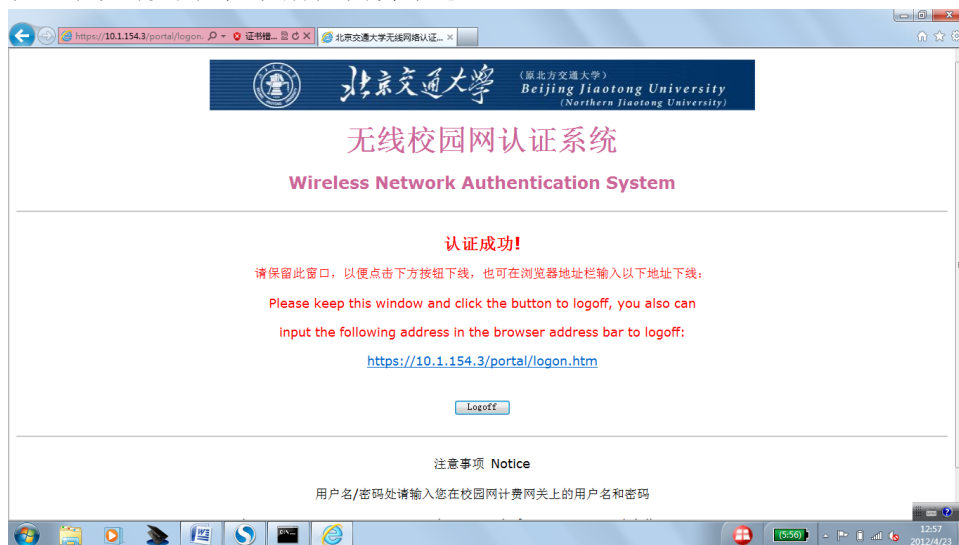 https://10.1.154.3/portal/logon.
证书错...
北京交通大学无线网络认证...
北京交通大學
(原北方交通大学)
Beijing Jiaotong University
(Northern Jiaotong University)
无线校园网认证系统
Wireless Network Authentication System
认证成功!
请保留此窗口，以便点击下方按钮下线，也可在浏览器地址栏输入以下地址下线:
Please keep this window and click the button to logoff, you also can
input the following address in the browser address bar to logoff:
https://10.1.154.3/portal/logon.htm
Logoff
注意事项 Notice
用户名/密码处请输入您在校园网计费网关上的用户名和密码
(5:56)
12:57
2012/4/23